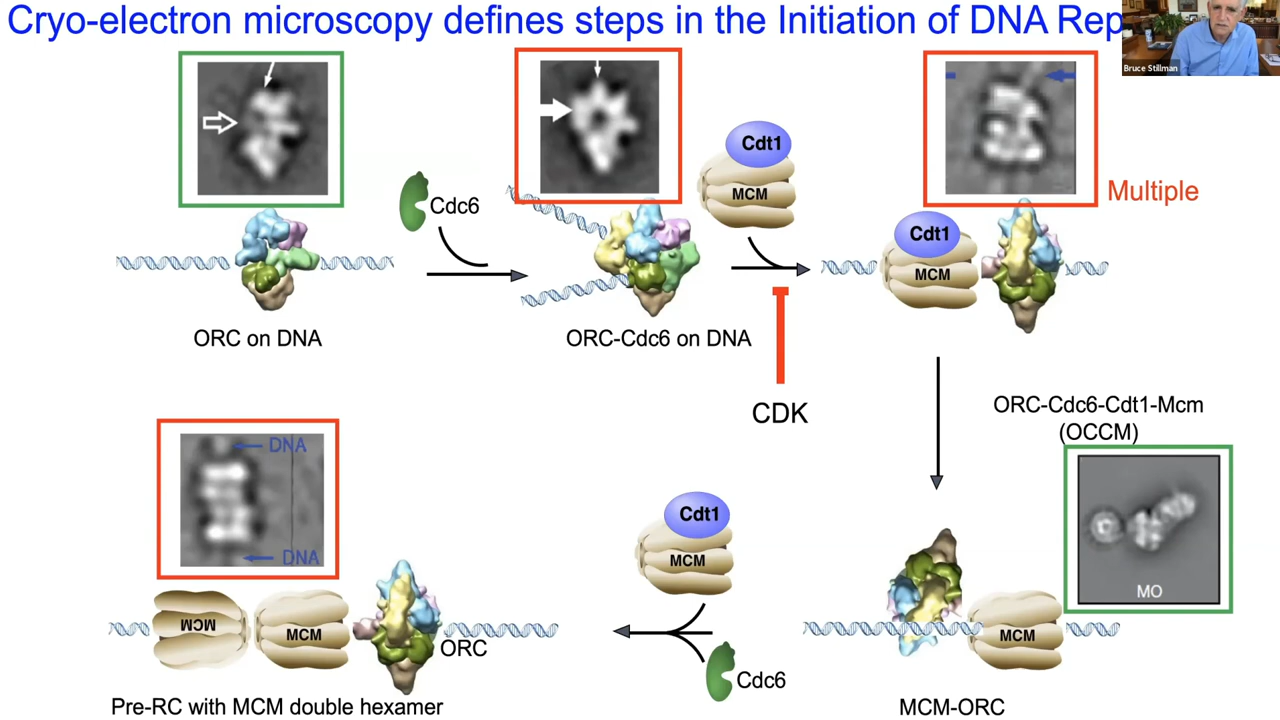 Cryo-electron microscopy defines steps in the Initiation of DNA Rep
Bruce Stillman
Cdc6
Cdt1
MCM
Multiple
Cdt1
MCM
ORC on DNA
ORC-Cdc6 on DNA
CDK
ORC-Cdc6-Cdt1-Mcm
(OCCM)
MO
DNA
DNA
Cdt1
MCM
MCM
MCM
ORC
MCM
Cdc6
Pre-RC with MCM double hexamer
MCM-ORC